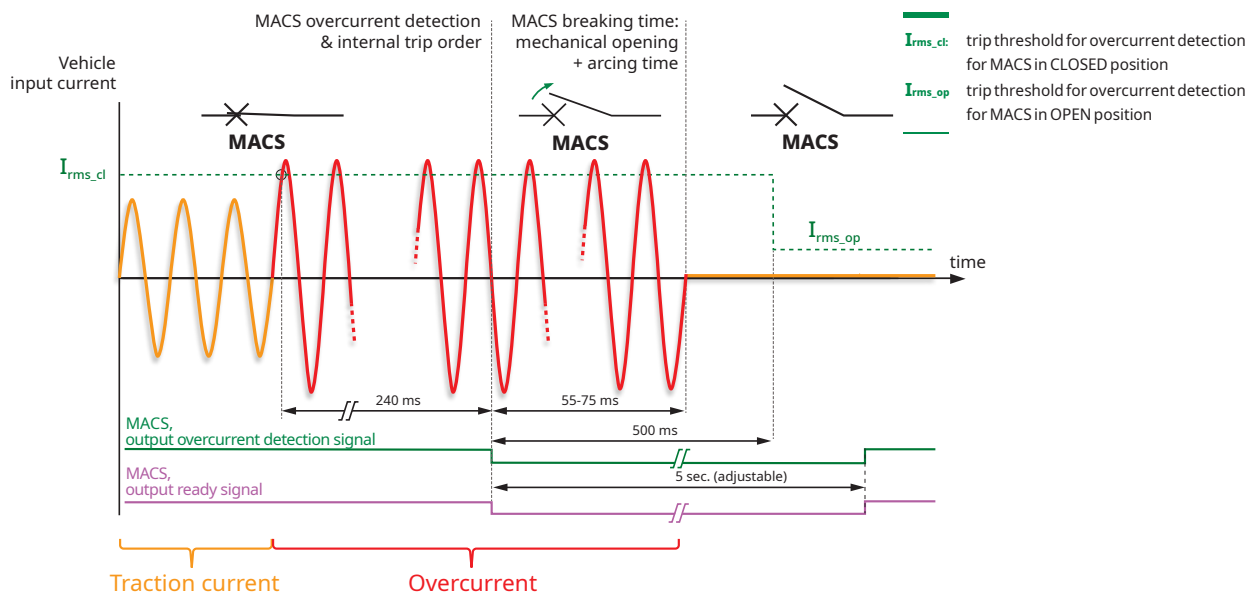 MACS overcurrent detection
& internal trip order
MACS breaking time:
mechanical opening
+ arcing time
Irms_cl: trip threshold for overcurrent detection
for MACS in CLOSED position
Irms_op trip threshold for overcurrent detection
for MACS in OPEN position
Vehicle
input current
MACS
MACS
MACS
Irms_cl
Irms_op
time
240 ms
55-75 ms
500 ms
MACS,
output overcurrent detection signal
5 sec. (adjustable)
MACS,
output ready signal
Traction current
Overcurrent